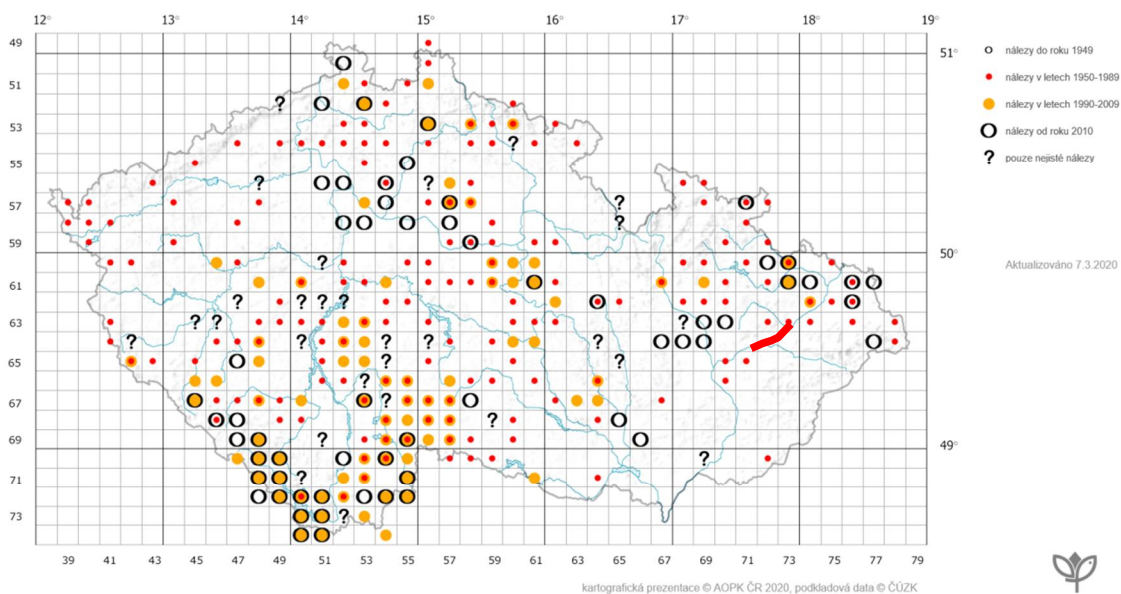 12° 13 14° 15° 16 17° 18 19°
49
51°
nálezy do roku 1949
51
nálezy v letech 1950-1989
nálezy v letech 1990-2009
53
nálezy od roku 2010
55
pouze nejisté nálezy
57
59
50°
Aktualizováno 7.3.2020
61
63
65
67
69
49°
71
73
39 41 43 45 47 49 51 53 55 57 59 61 63 65 67 69 71 73 75 77 79
kartografická prezentace © AOPK ČR 2020, podkladová data © ČÚZK